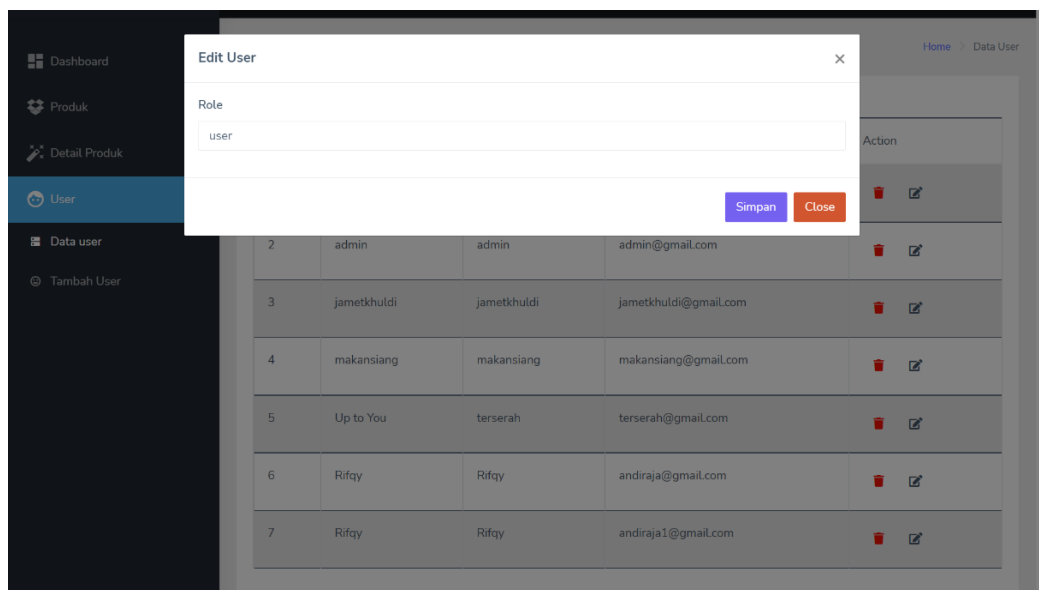 Dashboard
Produk
Detail Produk
User
Data user
Tambah User
Home > Data User
Edit User ×
Role
user
Simpan Close
Action
2 admin admin admin@gmail.com
3 jametkhuldi jametkhuldi jametkhuldi@gmail.com
4 makansiang makansiang makansiang@gmail.com
5 Up to You terserah terserah@gmail.com
6 Rifqy Rifqy andiraja@gmail.com
7 Rifqy Rifqy andiraja1@gmail.com